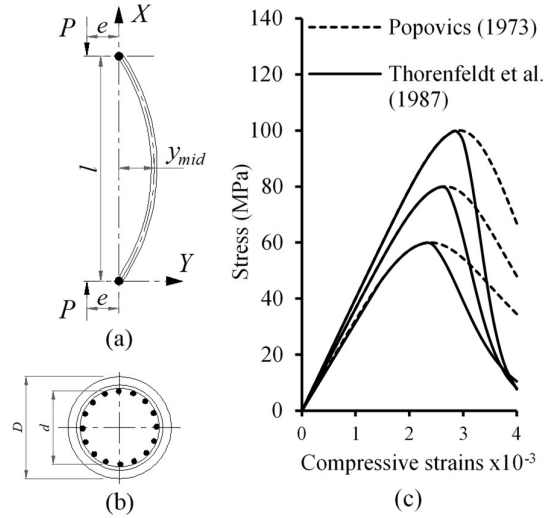 X
P
e
l
y_mid
Y
P
e
(a)
D
d
(b)
140
120
100
80
60
40
20
0
Stress (MPa)
Popovics (1973)
Thorenfeldt et al.
(1987)
0 1 2 3 4
Compressive strains x10⁻³
(c)